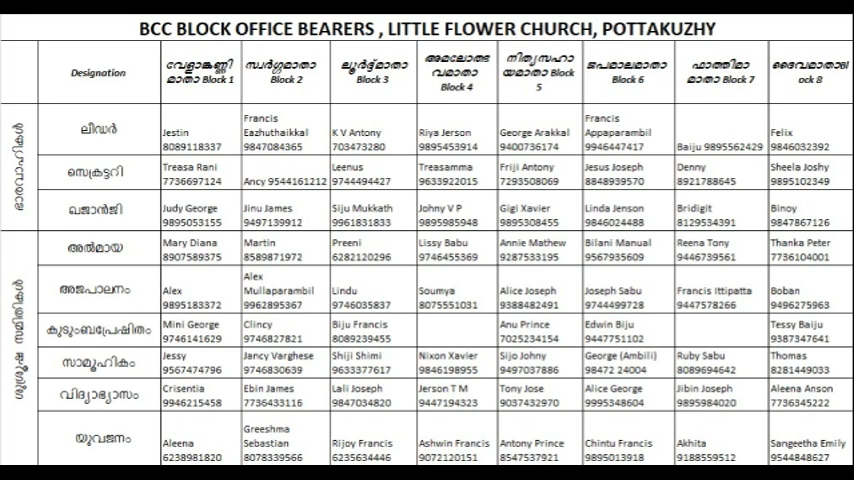 BCC BLOCK OFFICE BEARERS , LITTLE FLOWER CHURCH, POTTAKUZHY
Designation വേളാങ്കണ്ണി മാതാ Block 1 സ്വർഗ്ഗമാതാ Block 2 ലൂർദ്ദ്മാതാ Block 3 അമലോത്ഭവമാതാ Block 4 നിത്യസഹായമാതാ Block 5 ജപമാലമാതാ Block 6 ഫാത്തിമാ മാതാ Block 7 ദൈവമാതാBlock 8
ഭാരവാഹികൾ
ലീഡർ Jestin 8089118337 Francis Eazhuthaikkal 9847084365 K V Antony 703473280 Riya Jerson 9895453914 George Arakkal 9400736174 Francis Appaparambil 9946447417 Baiju 9895562429 Felix 9846032392
സെക്രട്ടറി Treasa Rani 7736697124 Ancy 9544161212 Leenus 9744494427 Treasamma 9633922015 Friji Antony 7293508069 Jesus Joseph 8848939570 Denny 8921788645 Sheela Joshy 9895102349
ഖജാൻജി Judy George 9895053155 Jinu James 9497139912 Siju Mukkath 9961831833 Johny V P 9895985948 Gigi Xavier 9895308455 Linda Jenson 9846024488 Bridigit 8129534391 Binoy 9847867126
ശുശ്രൂഷ സമിതികൾ
അൽമായ Mary Diana 8907589375 Martin 8589871972 Preeni 6282120296 Lissy Babu 9746455369 Annie Mathew 9287533195 Bilani Manual 9567935609 Reena Tony 9446739561 Thanka Peter 7736104001
അജപാലനം Alex 9895183372 Alex Mullaparambil 9962895367 Lindu 9746035837 Soumya 8075551031 Alice Joseph 9388482491 Joseph Sabu 9744499728 Francis Ittipatta 9447578266 Boban 9496275963
കുടുംബപ്രേഷിതം Mini George 9746141629 Clincy 9746827821 Biju Francis 8089239455 Anu Prince 7025234154 Edwin Biju 9447751102 Tessy Baiju 9387347641
സാമൂഹികം Jessy 9567474796 Jancy Varghese 9746830639 Shiji Shimi 9633377617 Nixon Xavier 9846198955 Sijo Johny 9497037886 George (Ambili) 98472 24004 Ruby Sabu 8089694642 Thomas 8281449033
വിദ്യാഭ്യാസം Crisentia 9946215458 Ebin James 7736433116 Lali Joseph 9847034820 Jerson T M 9447194323 Tony Jose 9037432970 Alice George 9995348604 Jibin Joseph 9895984020 Aleena Anson 7736345222
യുവജനം Aleena 6238981820 Greeshma Sebastian 8078339566 Rijoy Francis 6235634446 Ashwin Francis 9072120151 Antony Prince 8547537921 Chintu Francis 9895013918 Akhita 9188559512 Sangeetha Emily 9544848627